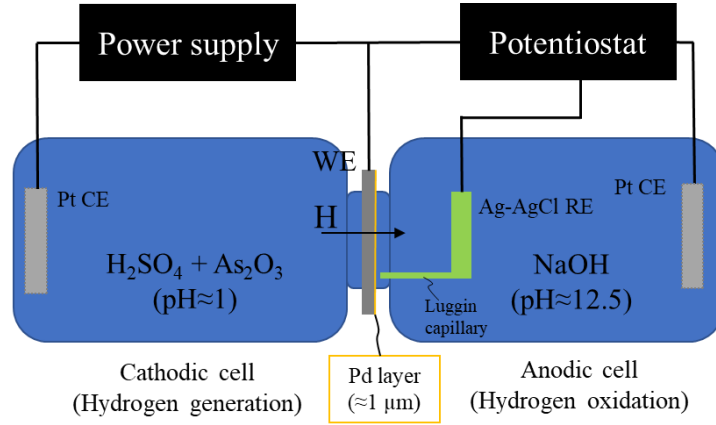 Power supply
Potentiostat
WE
Pt CE
Pt CE
Ag-AgCl RE
H
H₂SO₄ + As₂O₃
(pH≈1)
NaOH
(pH≈12.5)
Luggin
capillary
Cathodic cell
(Hydrogen generation)
Pd layer
(≈1 μm)
Anodic cell
(Hydrogen oxidation)